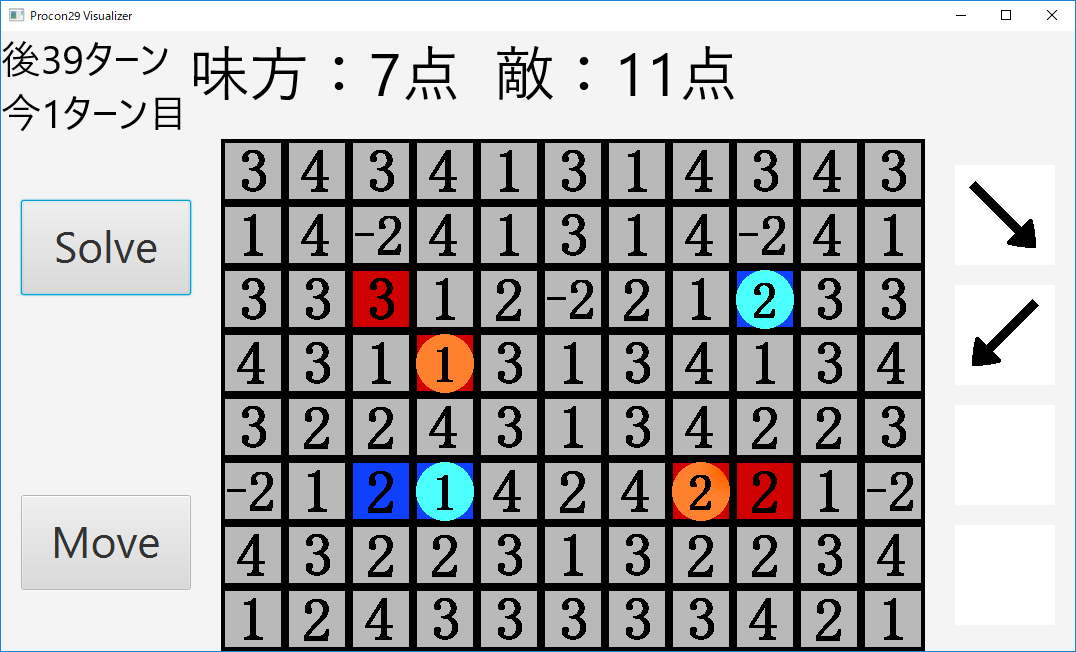 Procon29 Visualizer
後39ターン
今1ターン目
味方：7点 敵：11点
Solve
Move
3 4 3 4 1 3 1 4 3 4 3
1 4 -2 4 1 3 1 4 -2 4 1
3 3 3 1 2 -2 2 1 2 3 3
4 3 1 1 3 1 3 4 1 3 4
3 2 2 4 3 1 3 4 2 2 3
-2 1 2 1 4 2 4 2 2 1 -2
4 3 2 2 3 1 3 2 2 3 4
1 2 4 3 3 3 3 3 4 2 1